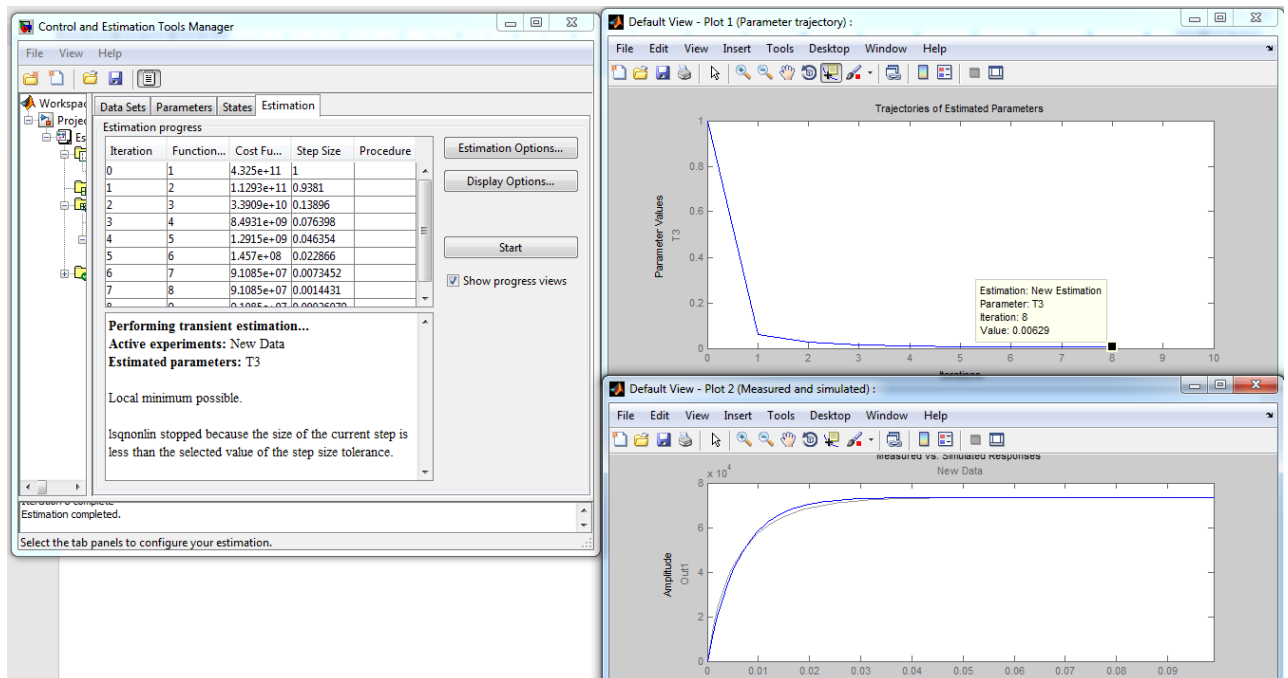 Control and Estimation Tools Manager
File View Help
Workspac
Projec
Es
Data Sets Parameters States Estimation
Estimation progress
Iteration Function... Cost Fu... Step Size Procedure
0 1 4.325e+11 1
1 2 1.1293e+11 0.9381
2 3 3.3909e+10 0.13896
3 4 8.4931e+09 0.076398
4 5 1.2915e+09 0.046354
5 6 1.457e+08 0.022866
6 7 9.1085e+07 0.0073452
7 8 9.1085e+07 0.0014431
Estimation Options...
Display Options...
Start
Show progress views
Performing transient estimation...
Active experiments: New Data
Estimated parameters: T3
Local minimum possible.
lsqnonlin stopped because the size of the current step is
less than the selected value of the step size tolerance.
Estimation completed.
Select the tab panels to configure your estimation.
Default View - Plot 1 (Parameter trajectory) :
File Edit View Insert Tools Desktop Window Help
Trajectories of Estimated Parameters
Parameter Values
T3
1
0.8
0.6
0.4
0.2
0
0 1 2 3 4 5 6 7 8 9 10
Estimation: New Estimation
Parameter: T3
Iteration: 8
Value: 0.00629
Default View - Plot 2 (Measured and simulated) :
File Edit View Insert Tools Desktop Window Help
Measured vs. Simulated Responses
New Data
x 10^4
Amplitude
Out1
8
6
4
2
0
0 0.01 0.02 0.03 0.04 0.05 0.06 0.07 0.08 0.09